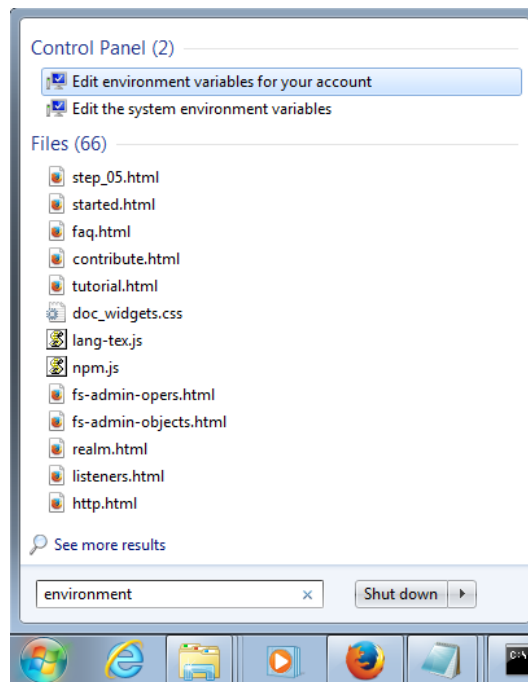 Control Panel (2)
Edit environment variables for your account
Edit the system environment variables
Files (66)
step_05.html
started.html
faq.html
contribute.html
tutorial.html
doc_widgets.css
lang-tex.js
npm.js
fs-admin-opers.html
fs-admin-objects.html
realm.html
listeners.html
http.html
See more results
environment
Shut down
C:\